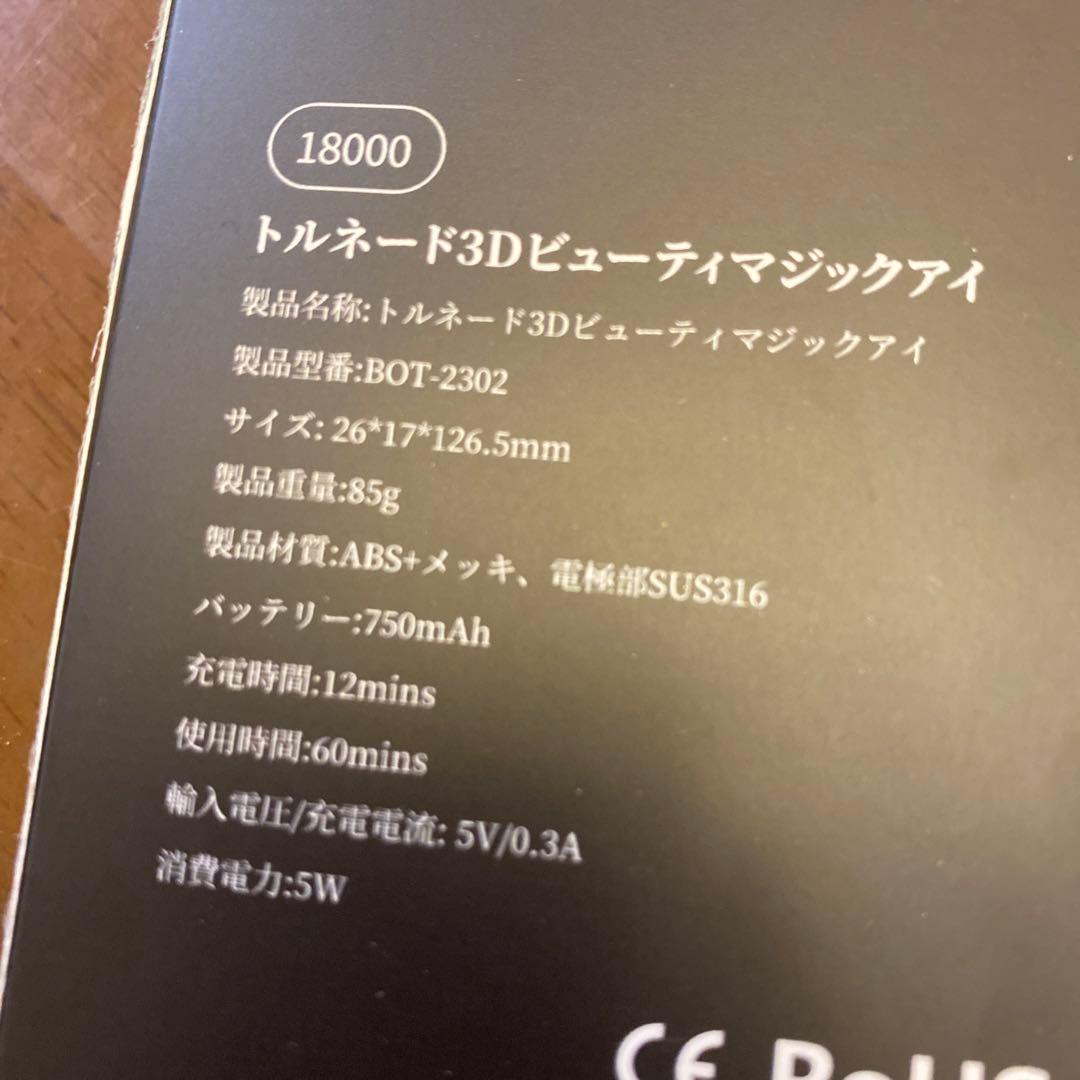 18000
トルネード3Dビューティマジックアイ
製品名称:トルネード3Dビューティマジックアイ
製品型番:BOT-2302
サイズ: 26*17*126.5mm
製品重量:85g
製品材質:ABS+メッキ、電極部SUS316
バッテリー:750mAh
充電時間:12mins
使用時間:60mins
輸入電圧/充電電流: 5V/0.3A
消費電力:5W
CE RoHS